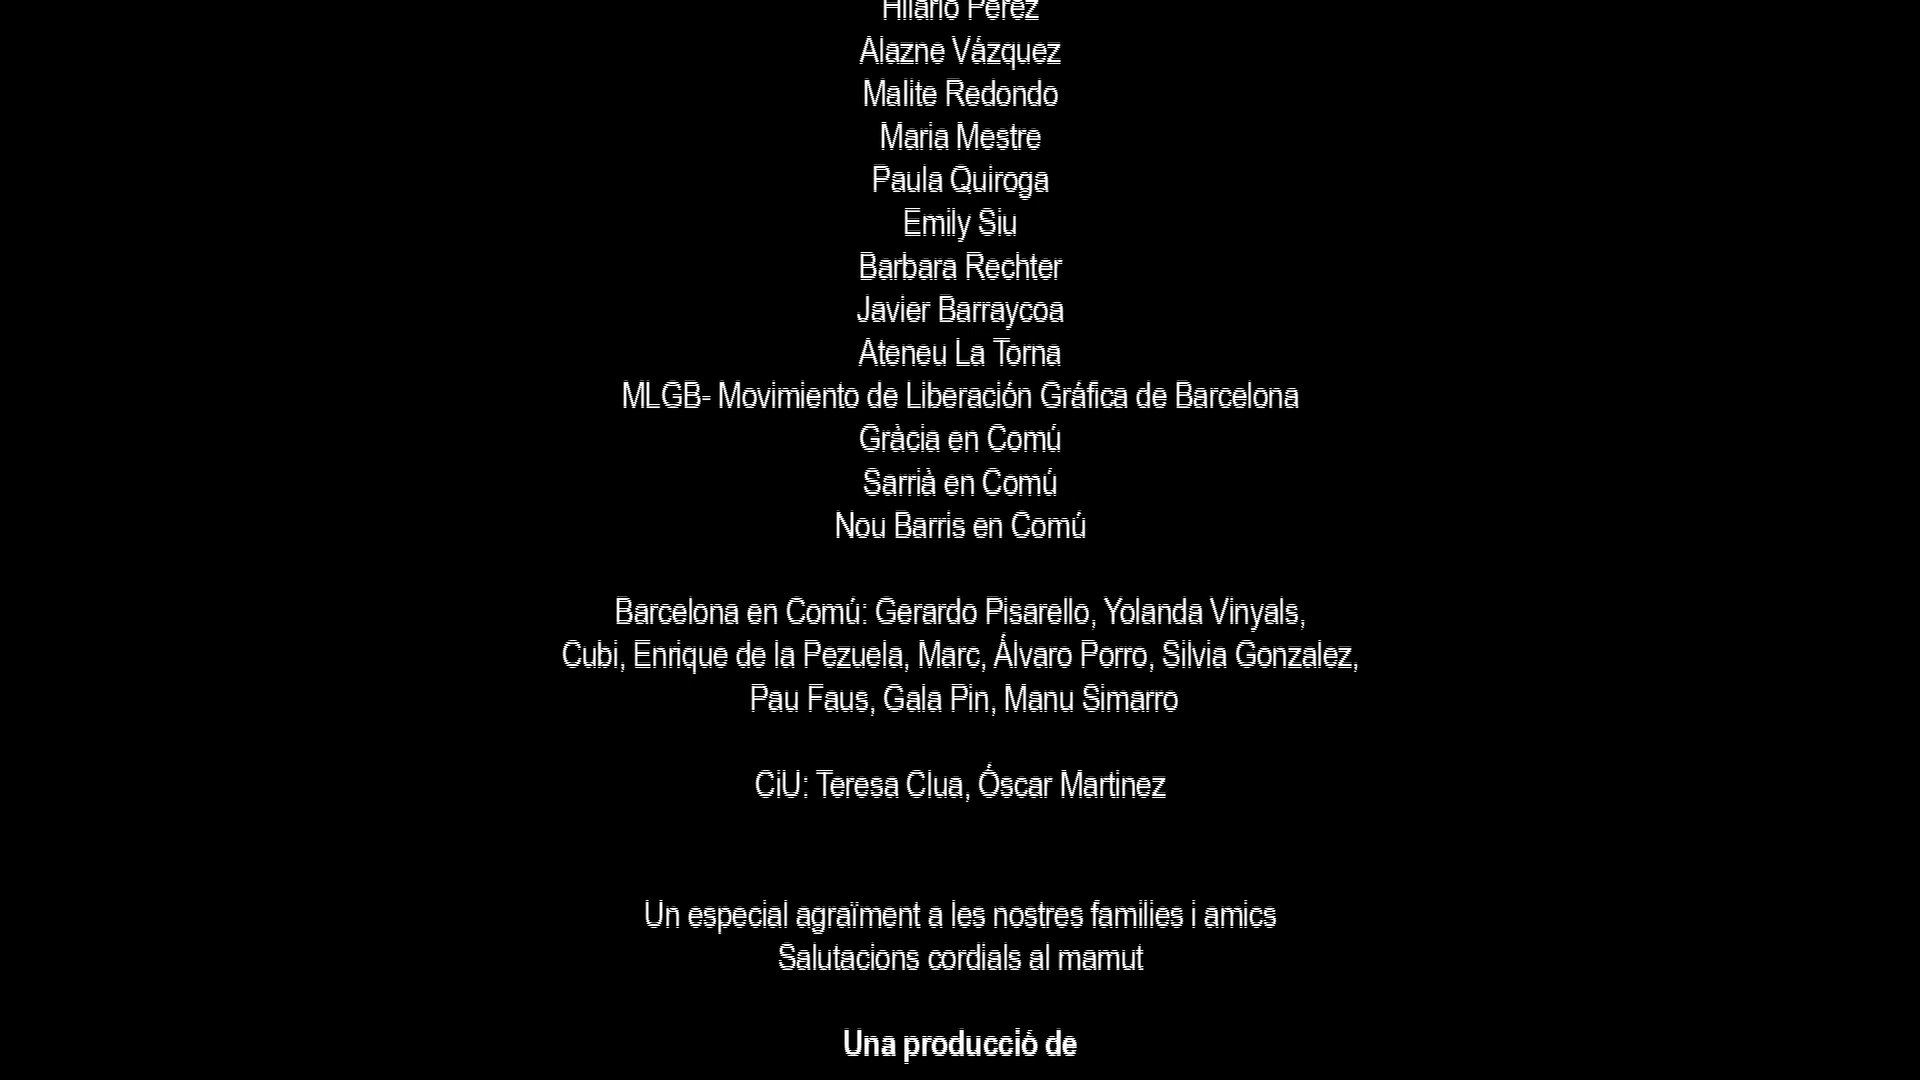 Hilario Pérez
Alazne Vázquez
Malite Redondo
Maria Mestre
Paula Quiroga
Emily Siu
Barbara Rechter
Javier Barraycoa
Ateneu La Torna
MLGB- Movimiento de Liberación Gráfica de Barcelona
Gràcia en Comú
Sarrià en Comú
Nou Barris en Comú
Barcelona en Comú: Gerardo Pisarello, Yolanda Vinyals,
Cubi, Enrique de la Pezuela, Marc, Álvaro Porro, Silvia Gonzalez,
Pau Faus, Gala Pin, Manu Simarro
CiU: Teresa Clua, Óscar Martinez
Un especial agraïment a les nostres families i amics
Salutacions cordials al mamut
Una producció de